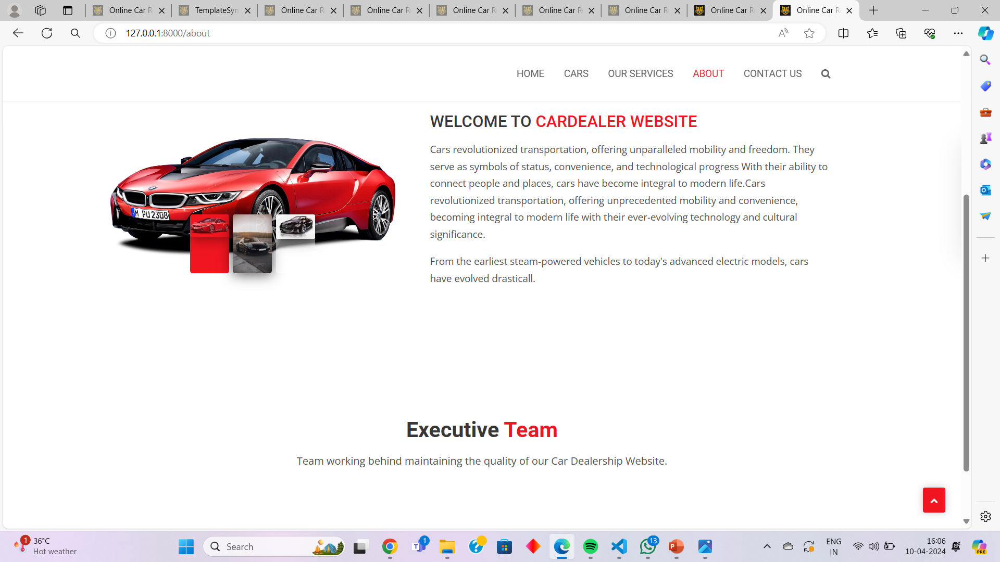 Online Car R
TemplateSyn
Online Car R
Online Car R
Online Car R
Online Car R
Online Car R
Online Car R
Online Car R
127.0.0.1:8000/about
HOME
CARS
OUR SERVICES
ABOUT
CONTACT US
WELCOME TO CARDEALER WEBSITE
Cars revolutionized transportation, offering unparalleled mobility and freedom. They
serve as symbols of status, convenience, and technological progress With their ability to
connect people and places, cars have become integral to modern life.Cars
revolutionized transportation, offering unprecedented mobility and convenience,
becoming integral to modern life with their ever-evolving technology and cultural
significance.
From the earliest steam-powered vehicles to today's advanced electric models, cars
have evolved drasticall.
M PU 2308
Executive Team
Team working behind maintaining the quality of our Car Dealership Website.
1
36°C
Hot weather
Search
1
13
ENG
IN
16:06
10-04-2024
PRE